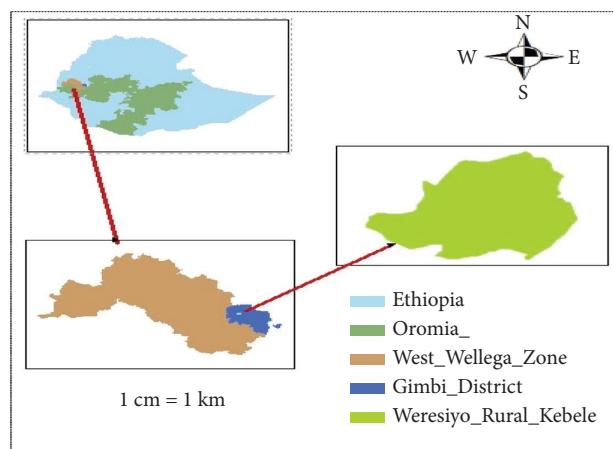 N
W E
S
Ethiopia
Oromia_
West_Wellega_Zone
Gimbi_District
Weresiyo_Rural_Kebele
1 cm = 1 km